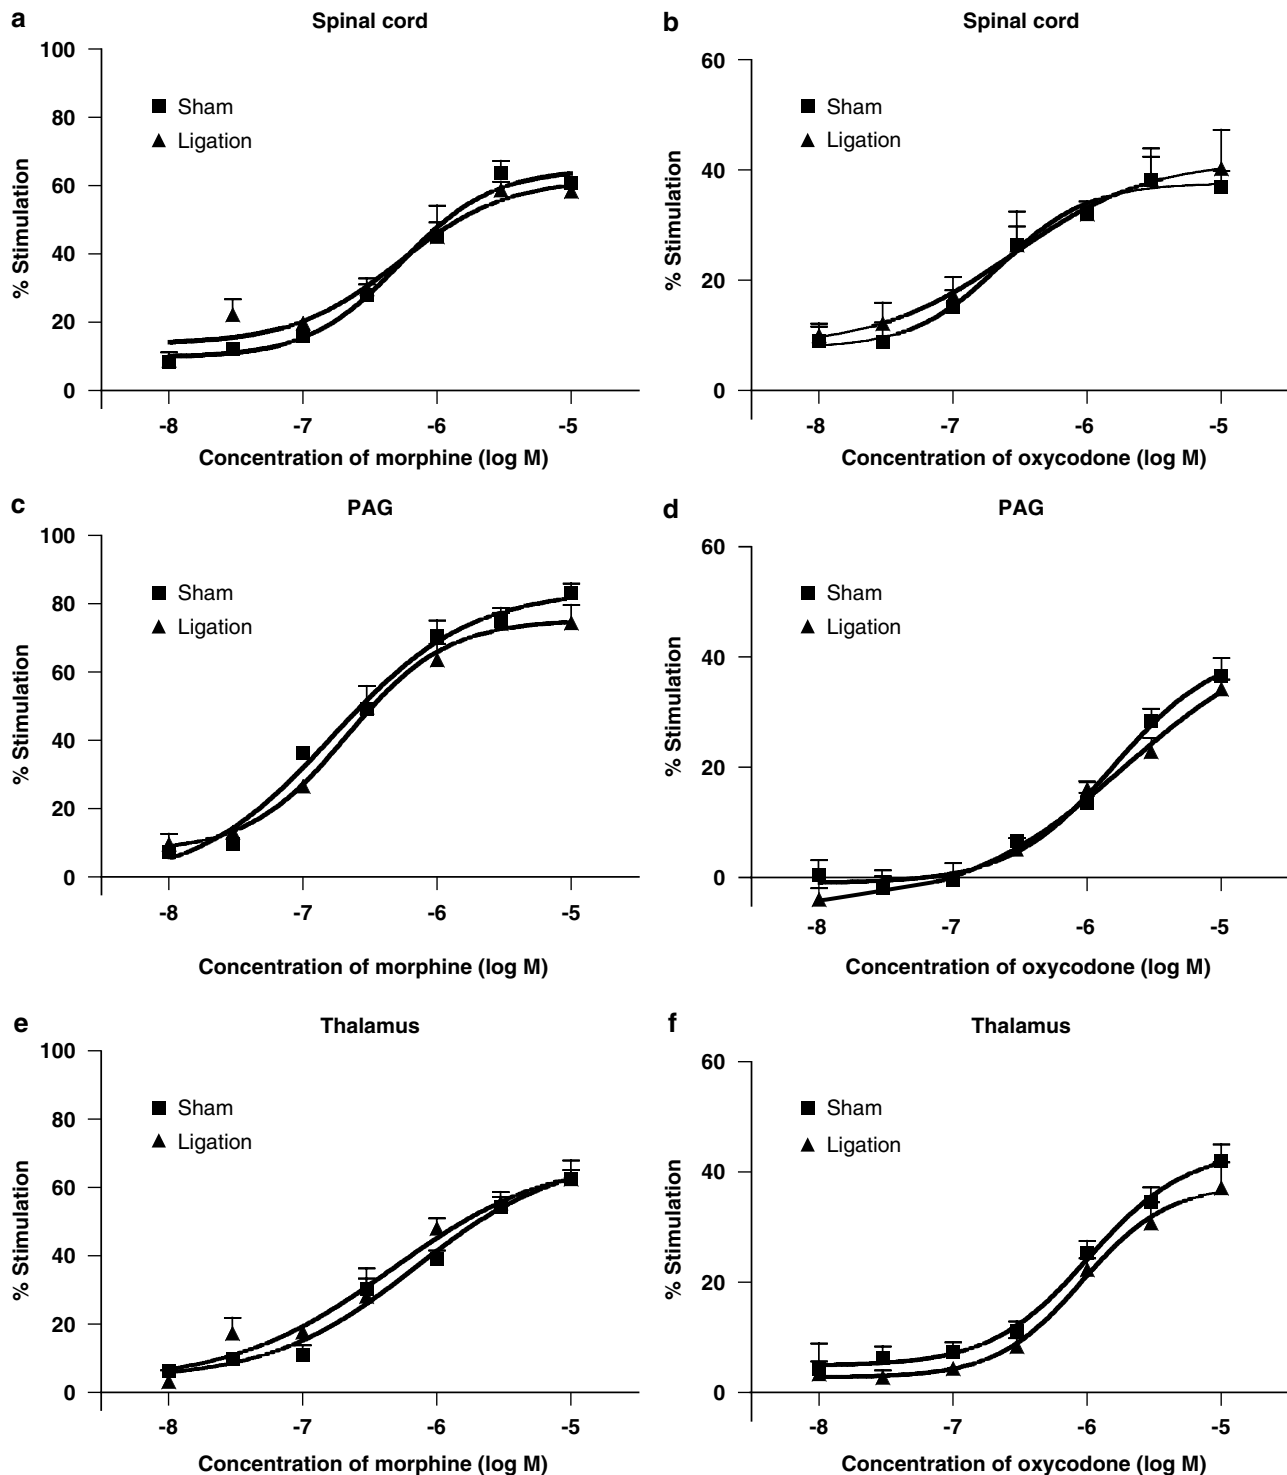 a
Spinal cord
100
80
60
40
20
0
% Stimulation
Sham
Ligation
-8
-7
-6
-5
Concentration of morphine (log M)
b
Spinal cord
60
40
20
0
% Stimulation
Sham
Ligation
-8
-7
-6
-5
Concentration of oxycodone (log M)
c
PAG
100
80
60
40
20
0
% Stimulation
Sham
Ligation
-8
-7
-6
-5
Concentration of morphine (log M)
d
PAG
60
40
20
0
% Stimulation
Sham
Ligation
-8
-7
-6
-5
Concentration of oxycodone (log M)
e
Thalamus
100
80
60
40
20
0
% Stimulation
Sham
Ligation
-8
-7
-6
-5
Concentration of morphine (log M)
f
Thalamus
60
40
20
0
% Stimulation
Sham
Ligation
-8
-7
-6
-5
Concentration of oxycodone (log M)